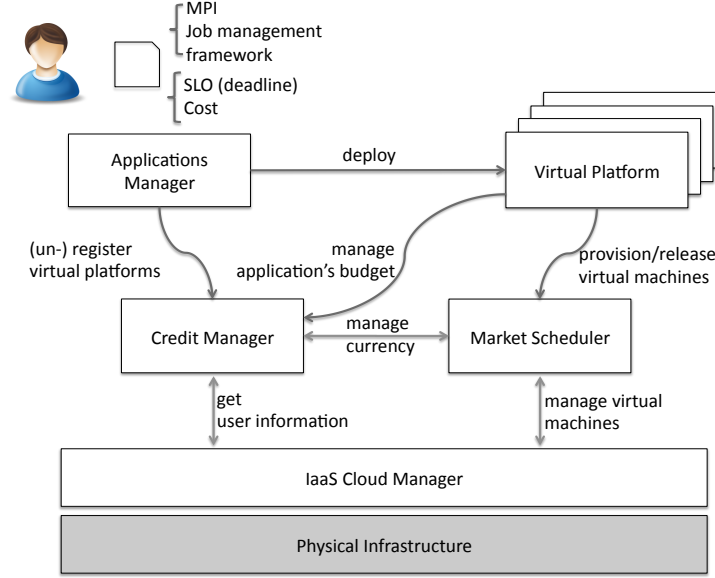 MPI
Job management
framework
SLO (deadline)
Cost
Applications
Manager
deploy
Virtual Platform
(un-) register
virtual platforms
manage
application's budget
provision/release
virtual machines
Credit Manager
manage
currency
Market Scheduler
get
user information
manage virtual
machines
IaaS Cloud Manager
Physical Infrastructure